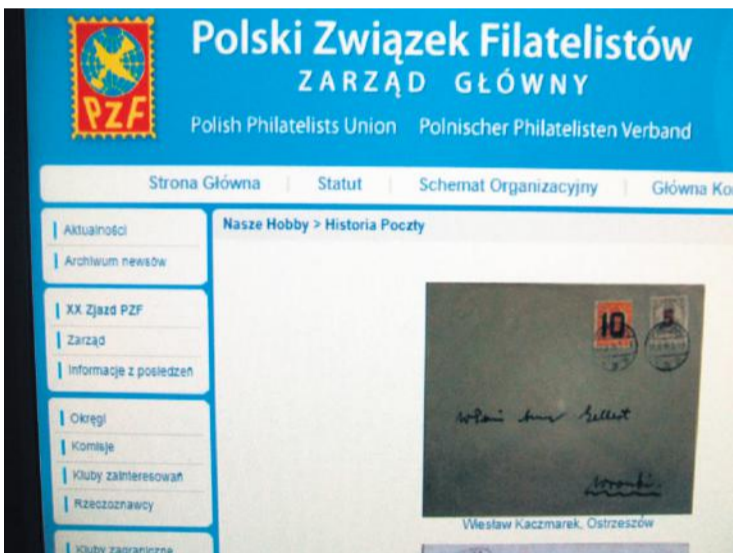 PZF
Polski Związek Filatelistów
ZARZĄD GŁÓWNY
Polish Philatelists Union Polnischer Philatelisten Verband
Strona Główna Statut Schemat Organizacyjny Główna Ko
Aktualności
Archiwum newsów
XX Zjazd PZF
Zarząd
Informacje z posiedzeń
Okręgi
Komisje
Kluby zainteresowań
Rzeczoznawcy
Kluby zagraniczne
Nasze Hobby > Historia Poczty
10 5
Gellert
Wronki.
Wiesław Kaczmarek, Ostrzeszów